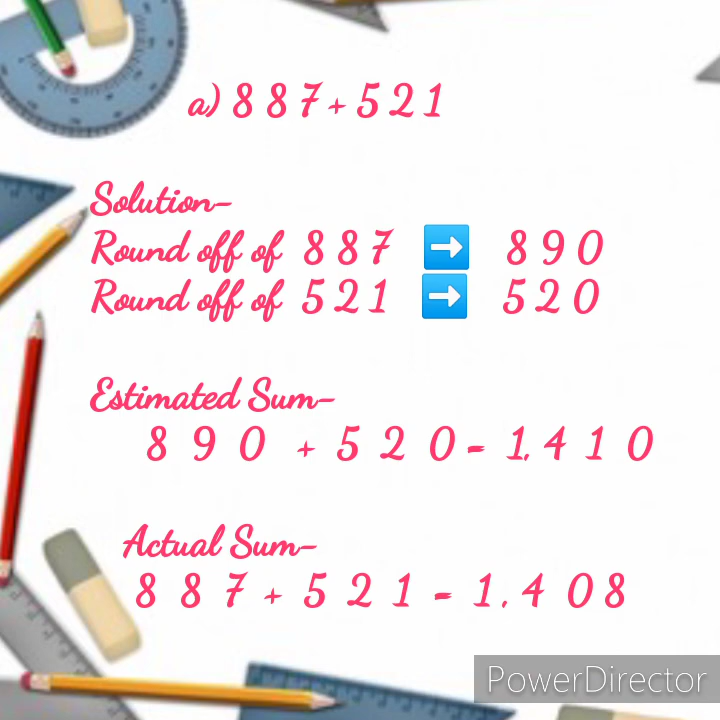 a) 887+521
Solution-
Round off of 887 ➡ 890
Round off of 521 ➡ 520
Estimated Sum-
890 + 520 = 1,410
Actual Sum-
887 + 521 = 1,408
PowerDirector